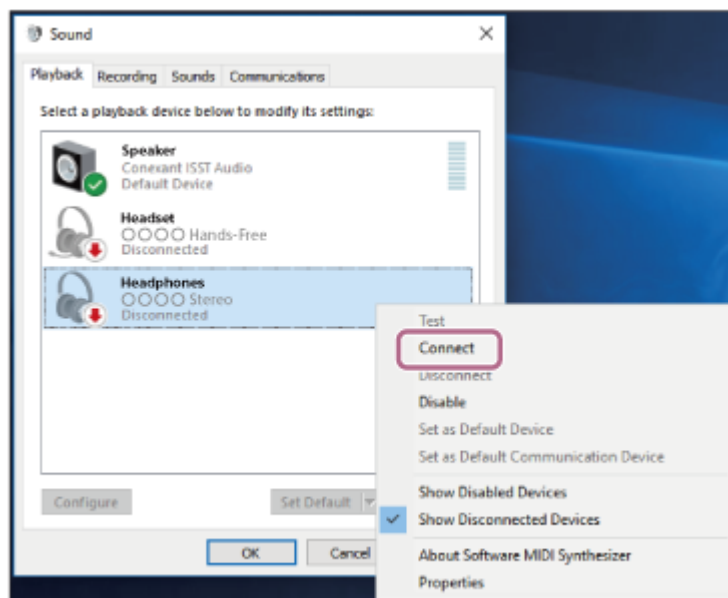 Sound
Playback Recording Sounds Communications
Select a playback device below to modify its settings:
Speaker
Conexant ISST Audio
Default Device
Headset
○○○○ Hands-Free
Disconnected
Headphones
○○○○ Stereo
Disconnected
Test
Connect
Disconnect
Disable
Set as Default Device
Set as Default Communication Device
Show Disabled Devices
Show Disconnected Devices
About Software MIDI Synthesizer
Properties
Configure Set Default
OK Cancel